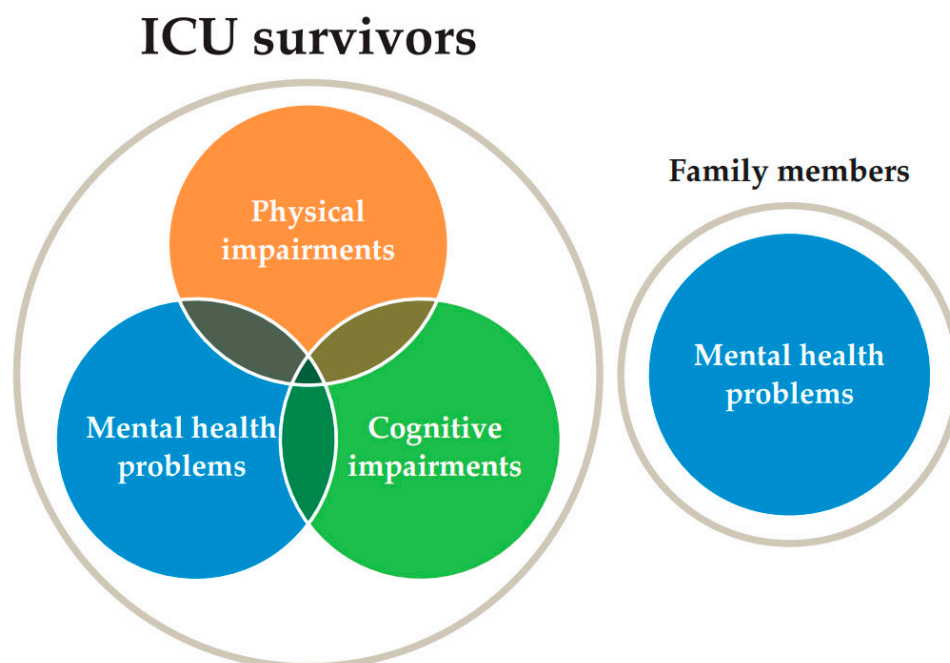 ICU survivors
Physical
impairments
Mental health
problems
Cognitive
impairments
Family members
Mental health
problems